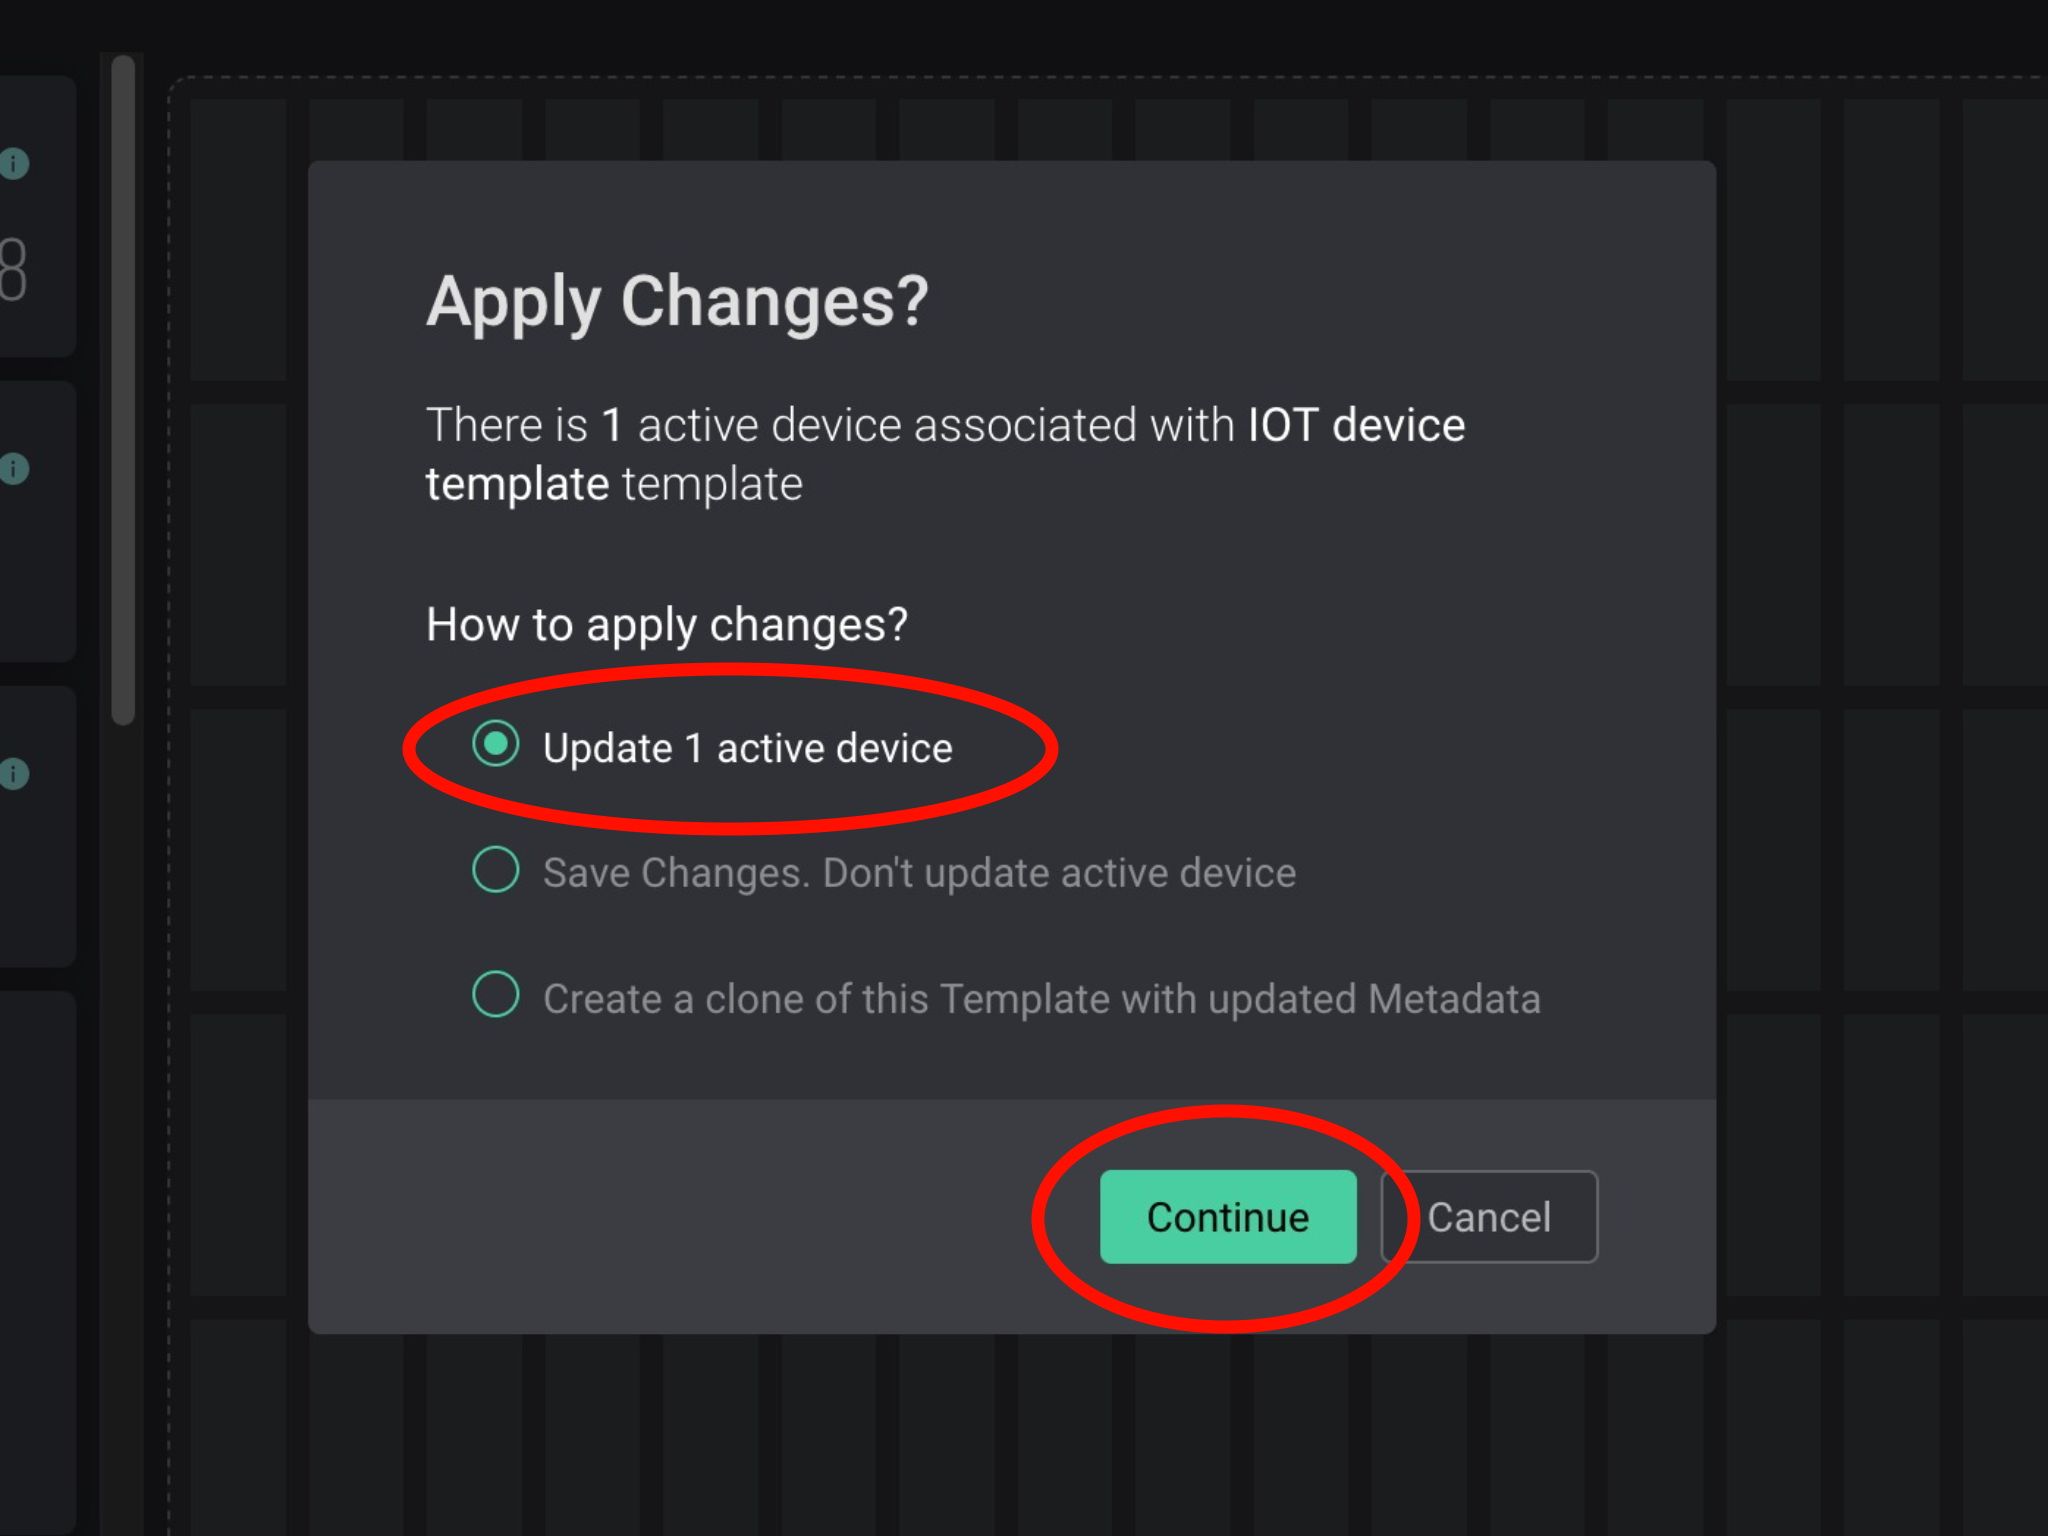 8
Apply Changes?
There is 1 active device associated with IOT device
template template
How to apply changes?
Update 1 active device
Save Changes. Don't update active device
Create a clone of this Template with updated Metadata
Continue
Cancel